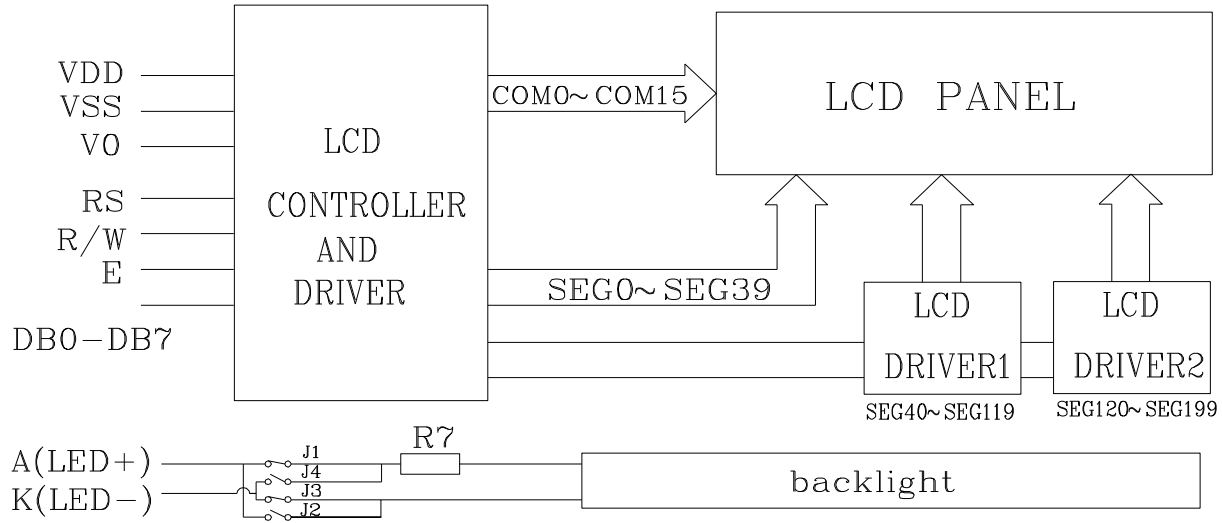 VDD
VSS
VO
RS
R/W
E
DB0-DB7
LCD
CONTROLLER
AND
DRIVER
COM0~COM15
LCD PANEL
SEG0~SEG39
LCD
DRIVER1
SEG40~SEG119
LCD
DRIVER2
SEG120~SEG199
A(LED+)
K(LED-)
J1
J4
J3
J2
R7
backlight